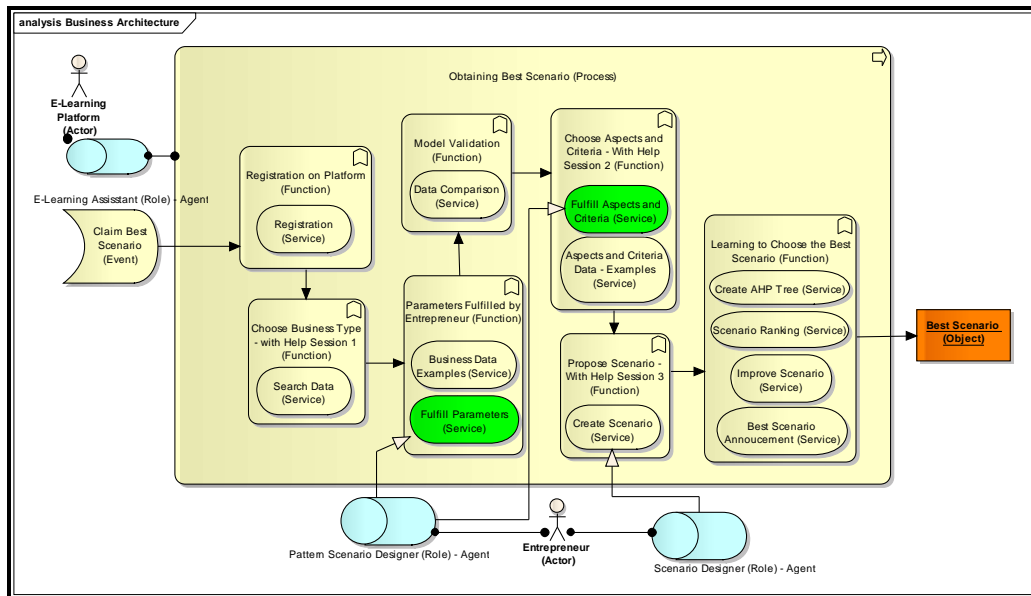 analysis Business Architecture
Obtaining Best Scenario (Process)
E-Learning
Platform
(Actor)
E-Learning Assisstant (Role) - Agent
Claim Best
Scenario
(Event)
Registration on Platform
(Function)
Registration
(Service)
Choose Business Type
- with Help Session 1
(Function)
Search Data
(Service)
Model Validation
(Function)
Data Comparison
(Service)
Parameters Fulfilled by
Entrepreneur (Function)
Business Data
Examples (Service)
Fulfill Parameters
(Service)
Choose Aspects and
Criteria - With Help
Session 2 (Function)
Fulfill Aspects and
Criteria (Service)
Aspects and Criteria
Data - Examples
(Service)
Propose Scenario -
With Help Session 3
(Function)
Create Scenario
(Service)
Learning to Choose the Best
Scenario (Function)
Create AHP Tree (Service)
Scenario Ranking (Service)
Improve Scenario
(Service)
Best Scenario
Annoucement (Service)
Best Scenario
(Object)
Pattern Scenario Designer (Role) - Agent
Entrepreneur
(Actor)
Scenario Designer (Role) - Agent